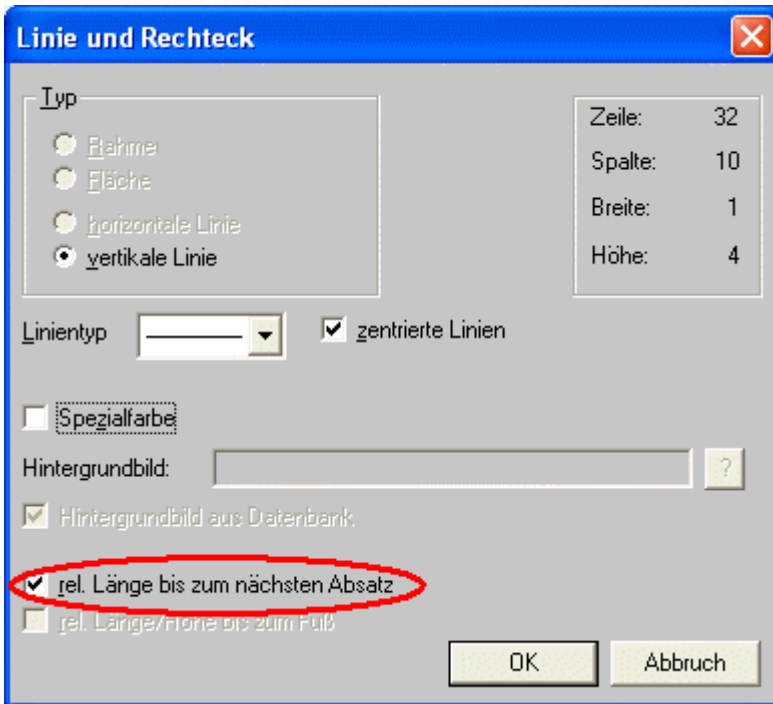 Linie und Rechteck
Typ
Rahmen
Fläche
horizontale Linie
vertikale Linie
Zeile: 32
Spalte: 10
Breite: 1
Höhe: 4
Linientyp
zentrierte Linien
Spezialfarbe
Hintergrundbild:
?
Hintergrundbild aus Datenbank
rel. Länge bis zum nächsten Absatz
rel. Länge/Höhe bis zum Fuß
OK
Abbruch